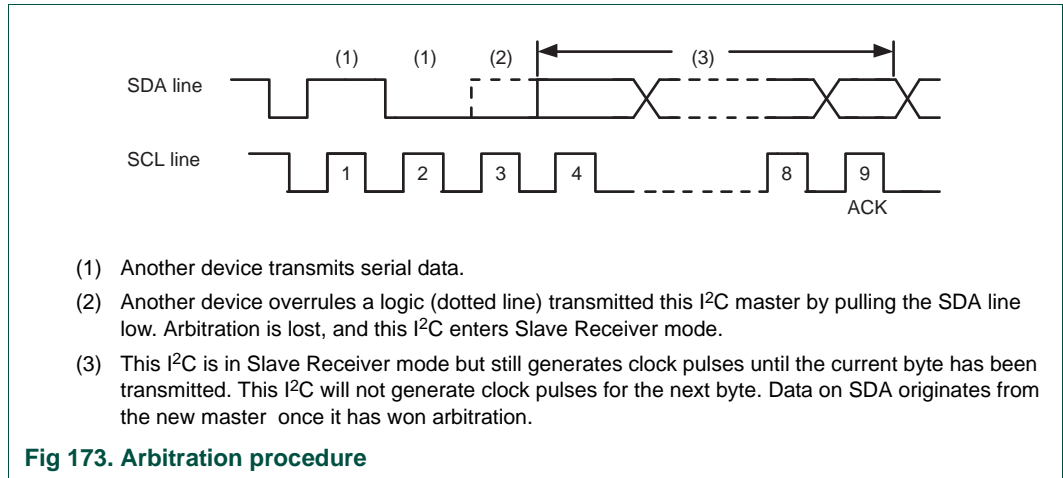 (1) (1) (2) (3)
SDA line
SCL line
1 2 3 4 8 9
ACK
(1) Another device transmits serial data.
(2) Another device overrules a logic (dotted line) transmitted this I2C master by pulling the SDA line
low. Arbitration is lost, and this I2C enters Slave Receiver mode.
(3) This I2C is in Slave Receiver mode but still generates clock pulses until the current byte has been
transmitted. This I2C will not generate clock pulses for the next byte. Data on SDA originates from
the new master once it has won arbitration.
Fig 173. Arbitration procedure